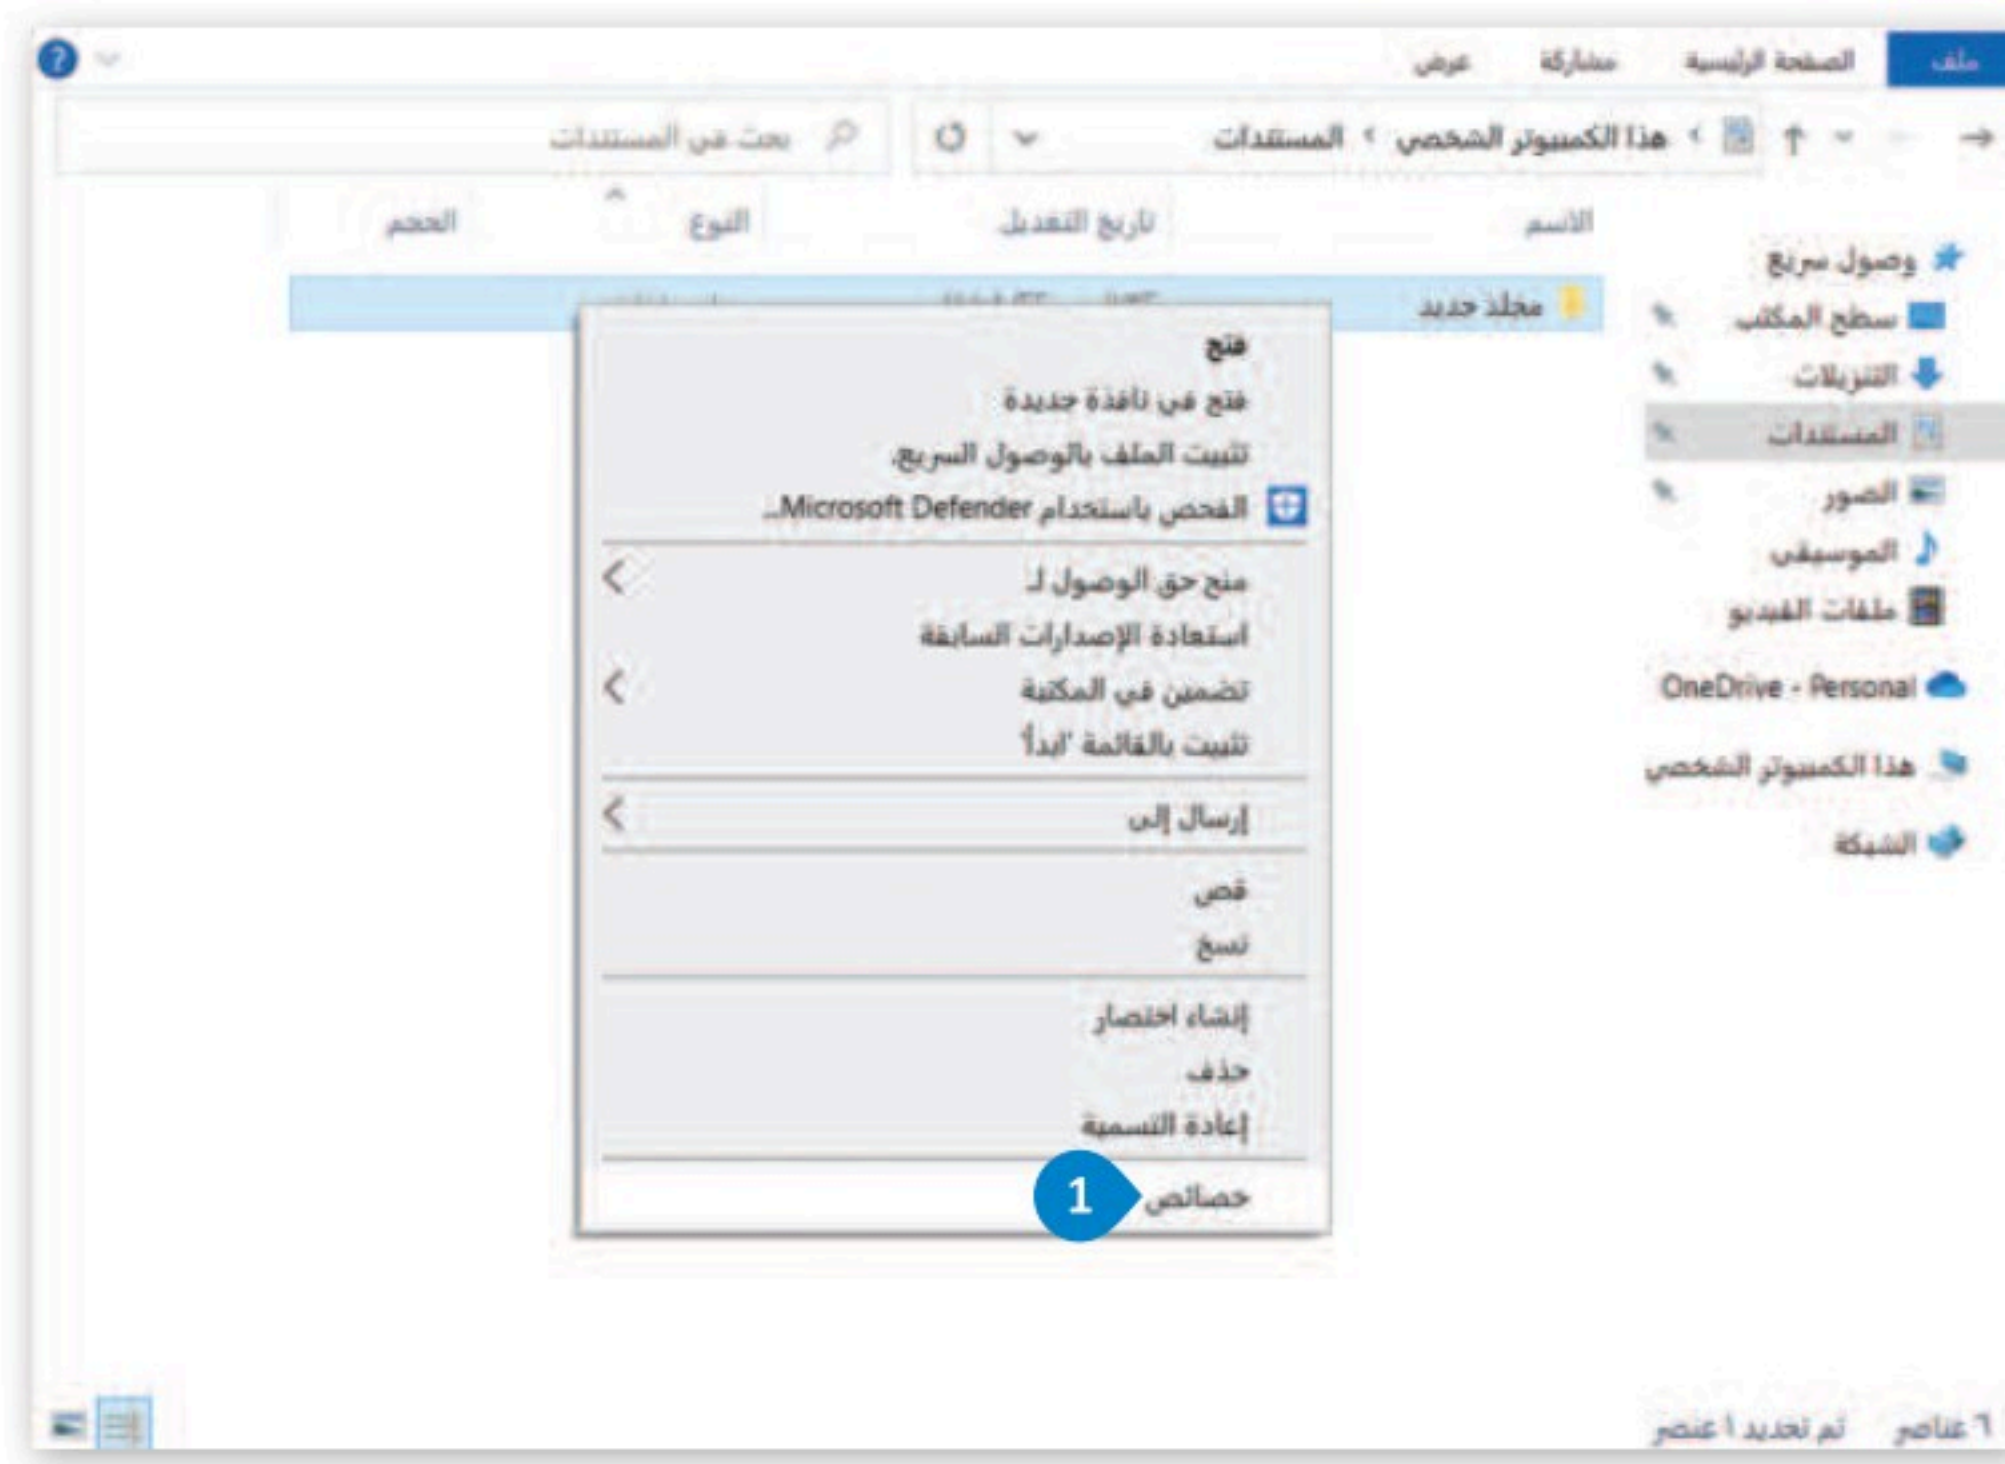 ملف الصفحة الرئيسية مشاركة عرض ?
هذا الكمبيوتر الشخصي › المستندات
بحث في المستندات
الاسم تاريخ التعديل النوع الحجم
مجلد جديد
وصول سريع
سطح المكتب
التنزيلات
المستندات
الصور
الموسيقى
ملفات الفيديو
OneDrive - Personal
هذا الكمبيوتر الشخصي
الشبكة
فتح
فتح في نافذة جديدة
تثبيت الملف بالوصول السريع.
الفحص باستخدام Microsoft Defender...
منح حق الوصول لـ
استعادة الإصدارات السابقة
تضمين في المكتبة
تثبيت بالقائمة 'ابدأ'
إرسال إلى
قص
نسخ
إنشاء اختصار
حذف
إعادة التسمية
خصائص 1
٦ عناصر تم تحديد ١ عنصر